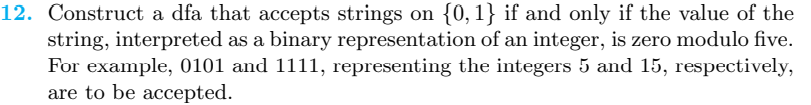 12. Construct a dfa that accepts strings on {0, 1} if and only if the value of the
string, interpreted as a binary representation of an integer, is zero modulo five.
For example, 0101 and 1111, representing the integers 5 and 15, respectively,
are to be accepted.